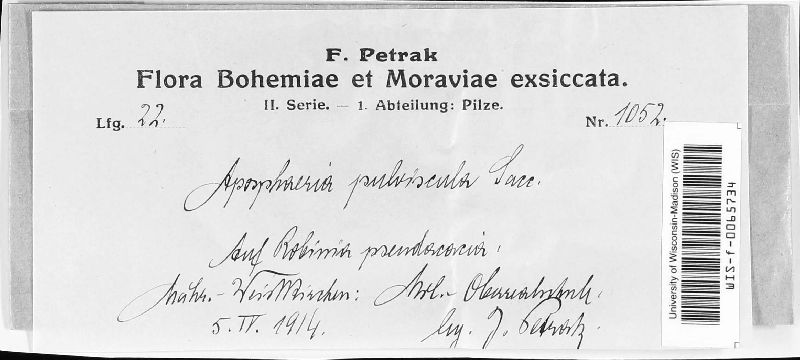 F. Petrak
Flora Bohemiae et Moraviae exsiccata.
II. Serie. — 1. Abteilung: Pilze.
Lfg. 22.
Nr. 1052.
Aposphaeria pulviscula Sacc.
Auf Robinia pseudacacia.
Mähr.-Weisskirchen:
5. IV. 1914.
leg. J. Petrak.
University of Wisconsin-Madison (WIS)
WIS-f-0065734